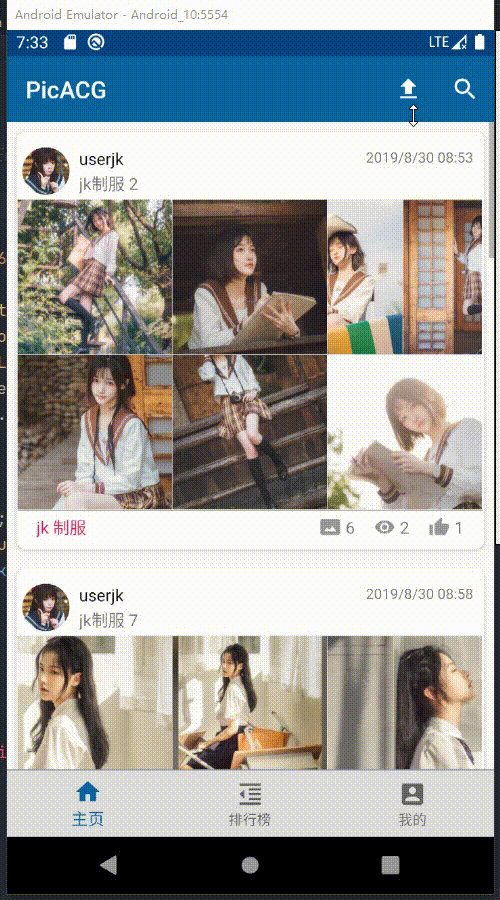 Android Emulator - Android_10:5554
7:33
LTE
PicACG
userjk
2019/8/30 08:53
jk制服 2
jk 制服
6
2
1
userjk
2019/8/30 08:58
jk制服 7
主页
排行榜
我的